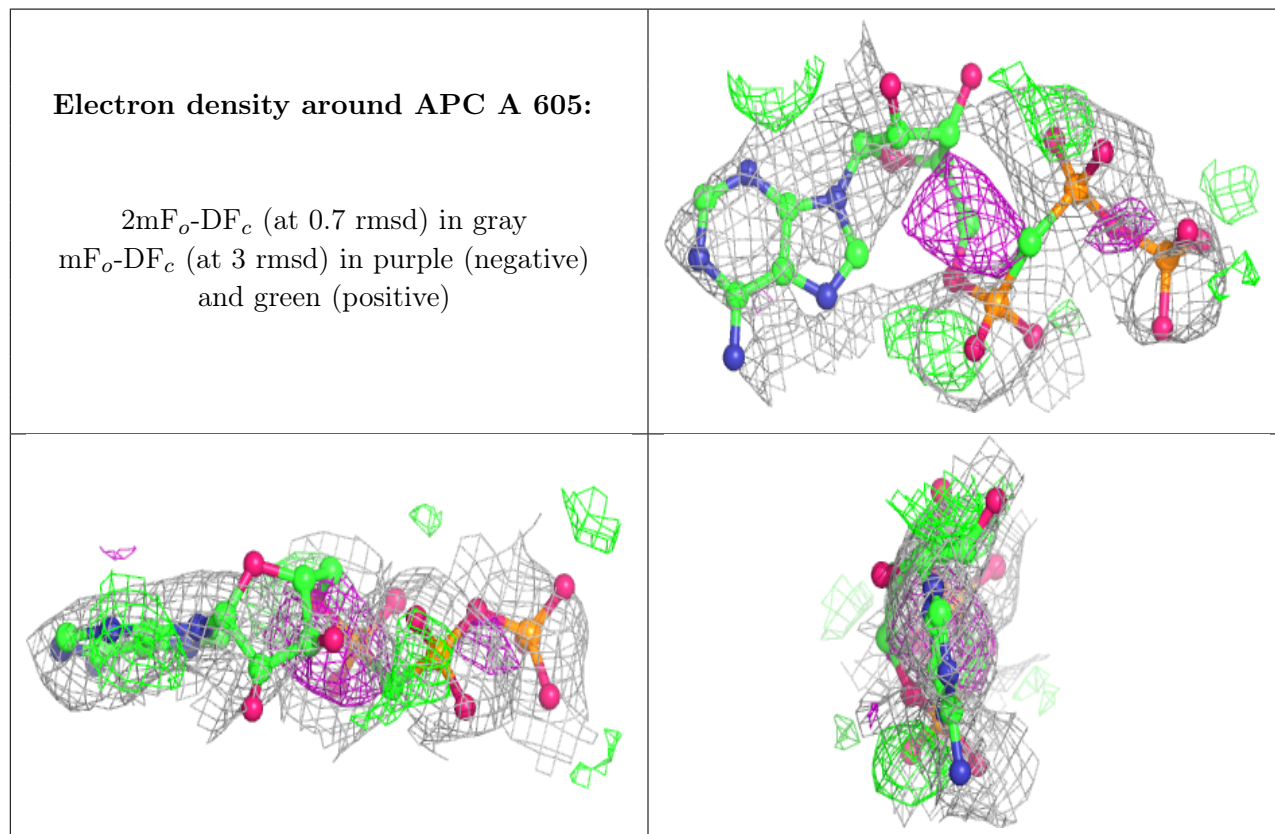 Electron density around APC A 605:
2mFₒ-DF𝒸 (at 0.7 rmsd) in gray
mFₒ-DF𝒸 (at 3 rmsd) in purple (negative)
and green (positive)